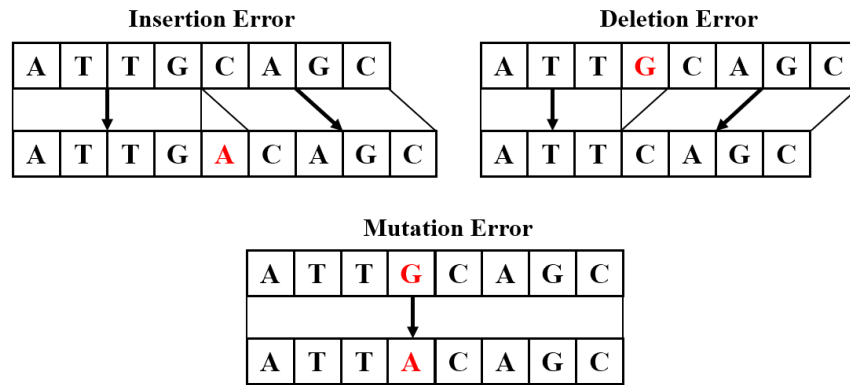 Insertion Error
A T T G C A G C
A T T G A C A G C
Deletion Error
A T T G C A G C
A T T C A G C
Mutation Error
A T T G C A G C
A T T A C A G C